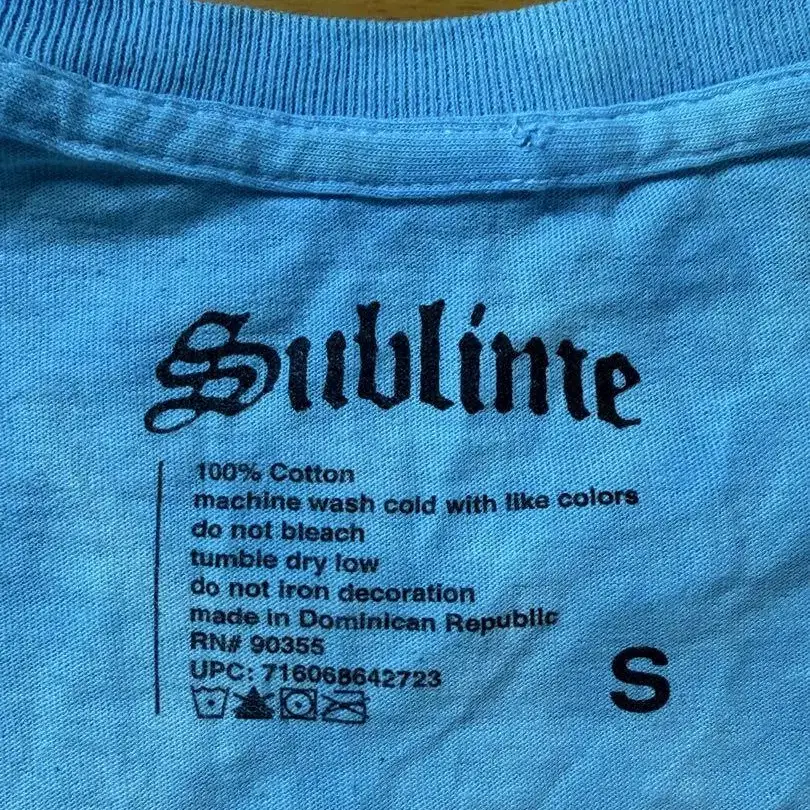 Sublime
100% Cotton
machine wash cold with like colors
do not bleach
tumble dry low
do not iron decoration
made in Dominican Republic
RN# 90355
UPC: 716068642723
S